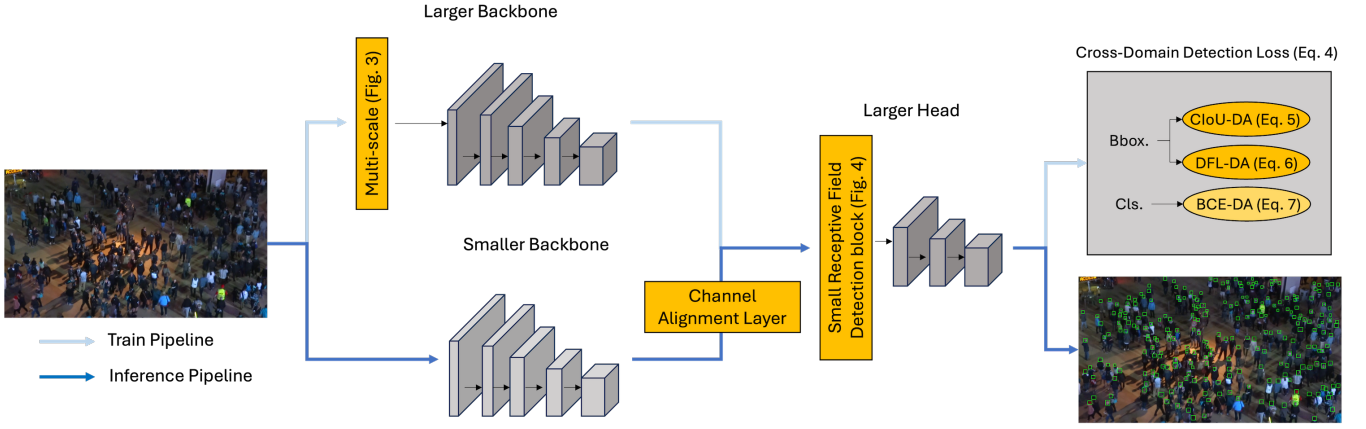 Larger Backbone
Multi-scale (Fig. 3)
Smaller Backbone
Channel
Alignment Layer
Larger Head
Small Receptive Field
Detection block (Fig. 4)
Cross-Domain Detection Loss (Eq. 4)
Bbox.
CIoU-DA (Eq. 5)
DFL-DA (Eq. 6)
Cls.
BCE-DA (Eq. 7)
Train Pipeline
Inference Pipeline